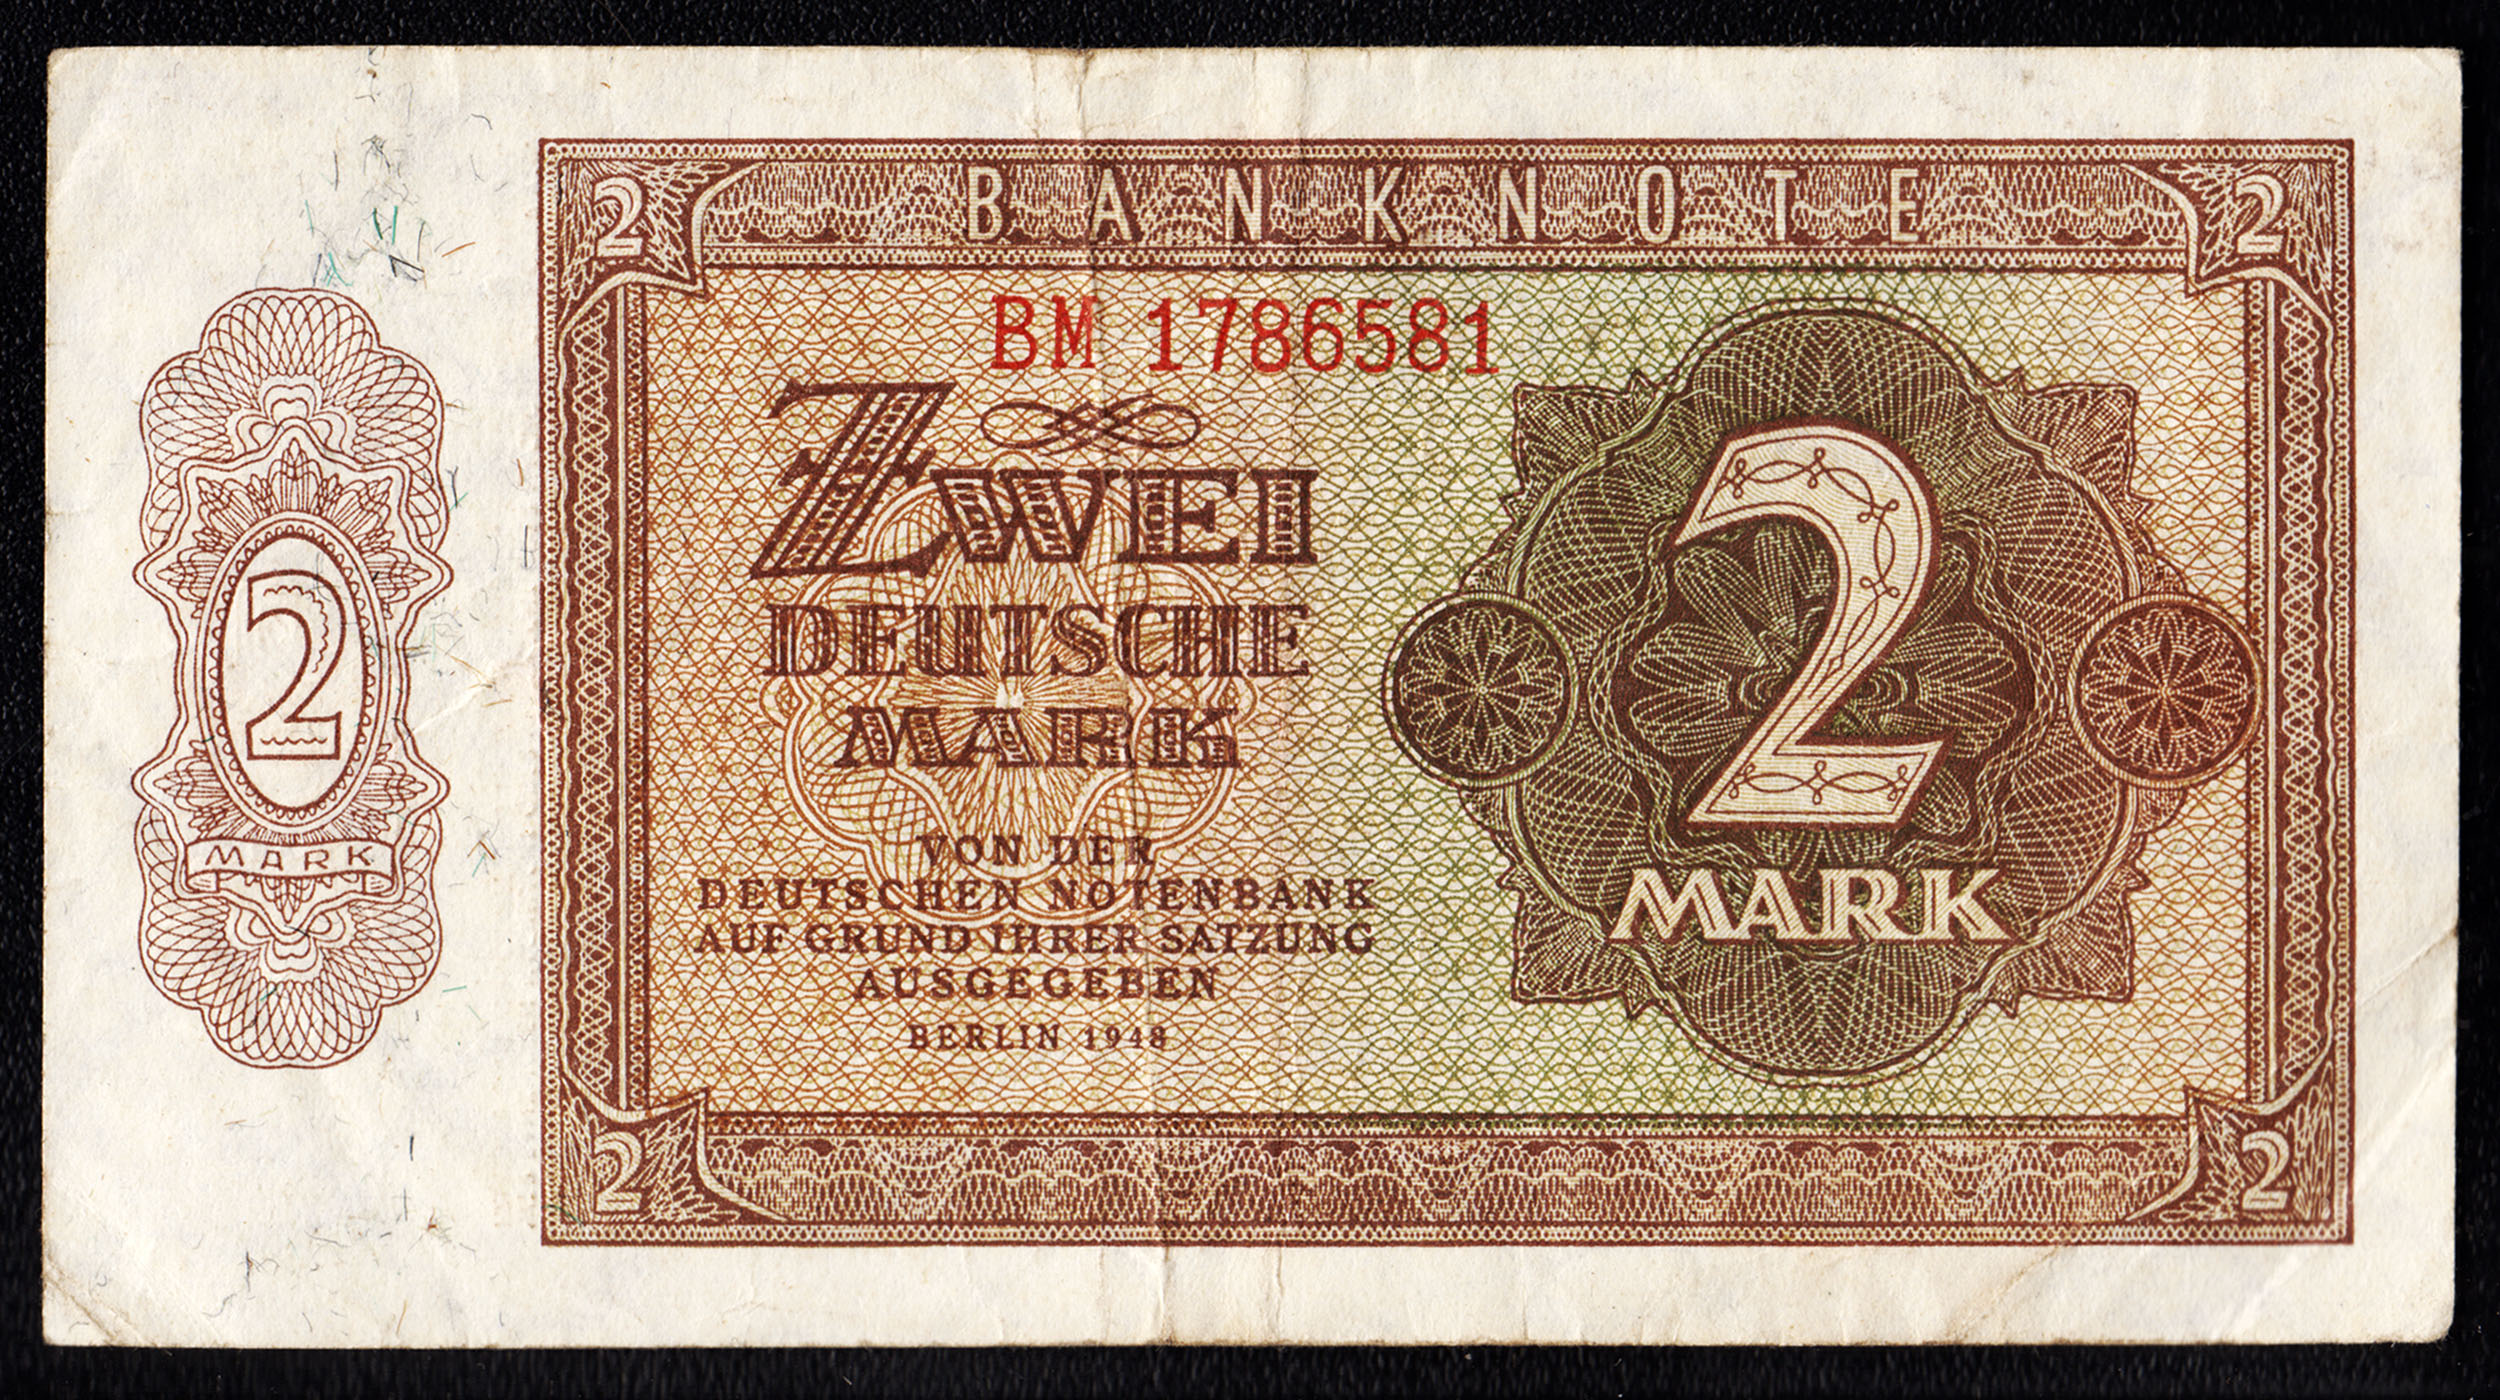 BANKNOTE
2 2
BM 1786581
ZWEI
DEUTSCHE
MARK
VON DER
DEUTSCHEN NOTENBANK
AUF GRUND IHRER SATZUNG
AUSGEGEBEN
BERLIN 1948
2
MARK
2
MARK
2 2